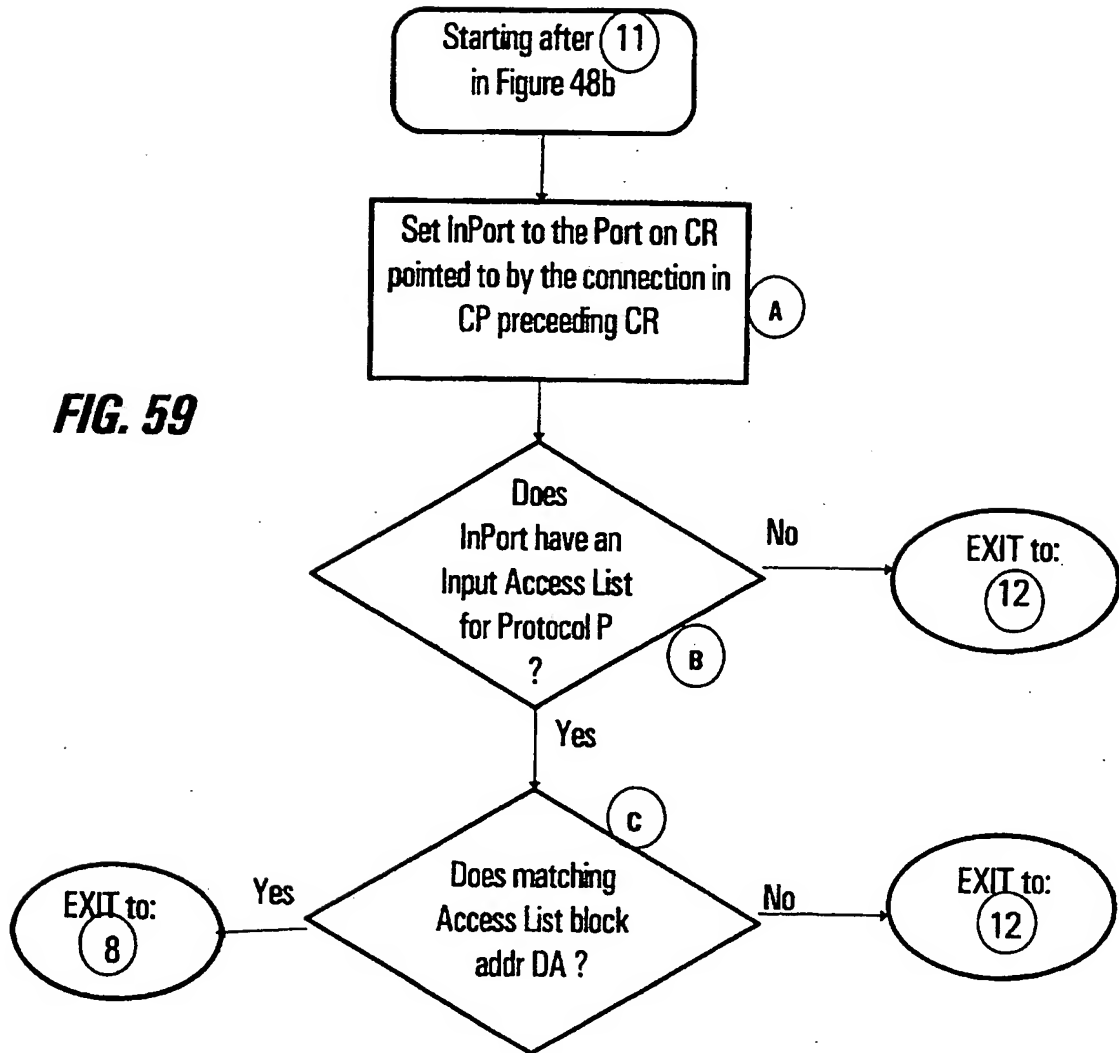 Starting after 11
in Figure 48b
Set InPort to the Port on CR
pointed to by the connection in
CP preceeding CR
A
FIG. 59
Does
InPort have an
Input Access List
for Protocol P
?
B
No
EXIT to:
12
Yes
C
Does matching
Access List block
addr DA ?
Yes
EXIT to:
8
No
EXIT to:
12